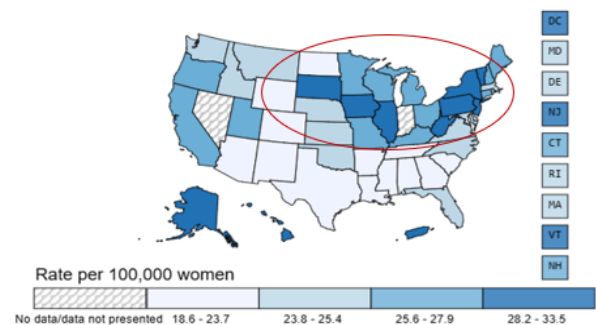 DC
MD
DE
NJ
CT
RI
MA
VT
NH
Rate per 100,000 women
No data/data not presented 18.6 - 23.7 23.8 - 25.4 25.6 - 27.9 28.2 - 33.5